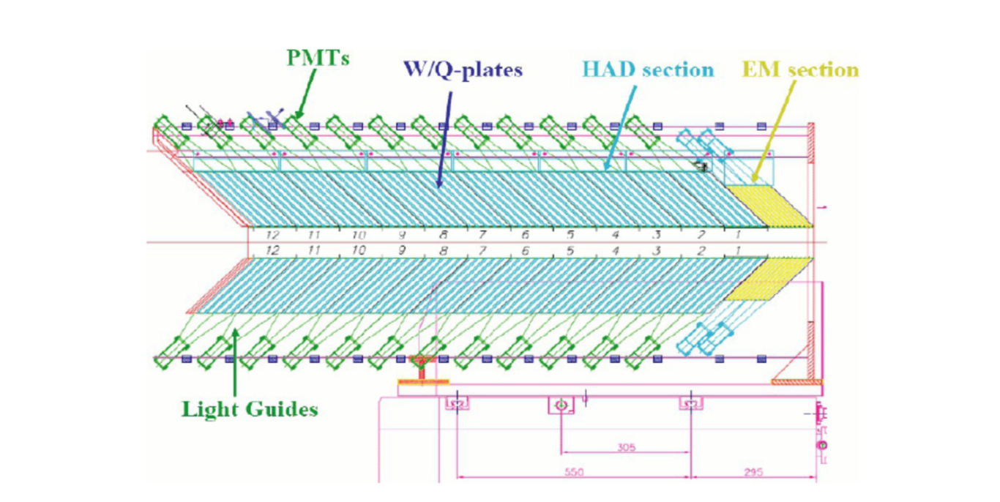 PMTs
W/Q-plates
HAD section
EM section
12 11 10 9 8 7 6 5 4 3 2 1
12 11 10 9 8 7 6 5 4 3 2 1
Light Guides
305
550
295